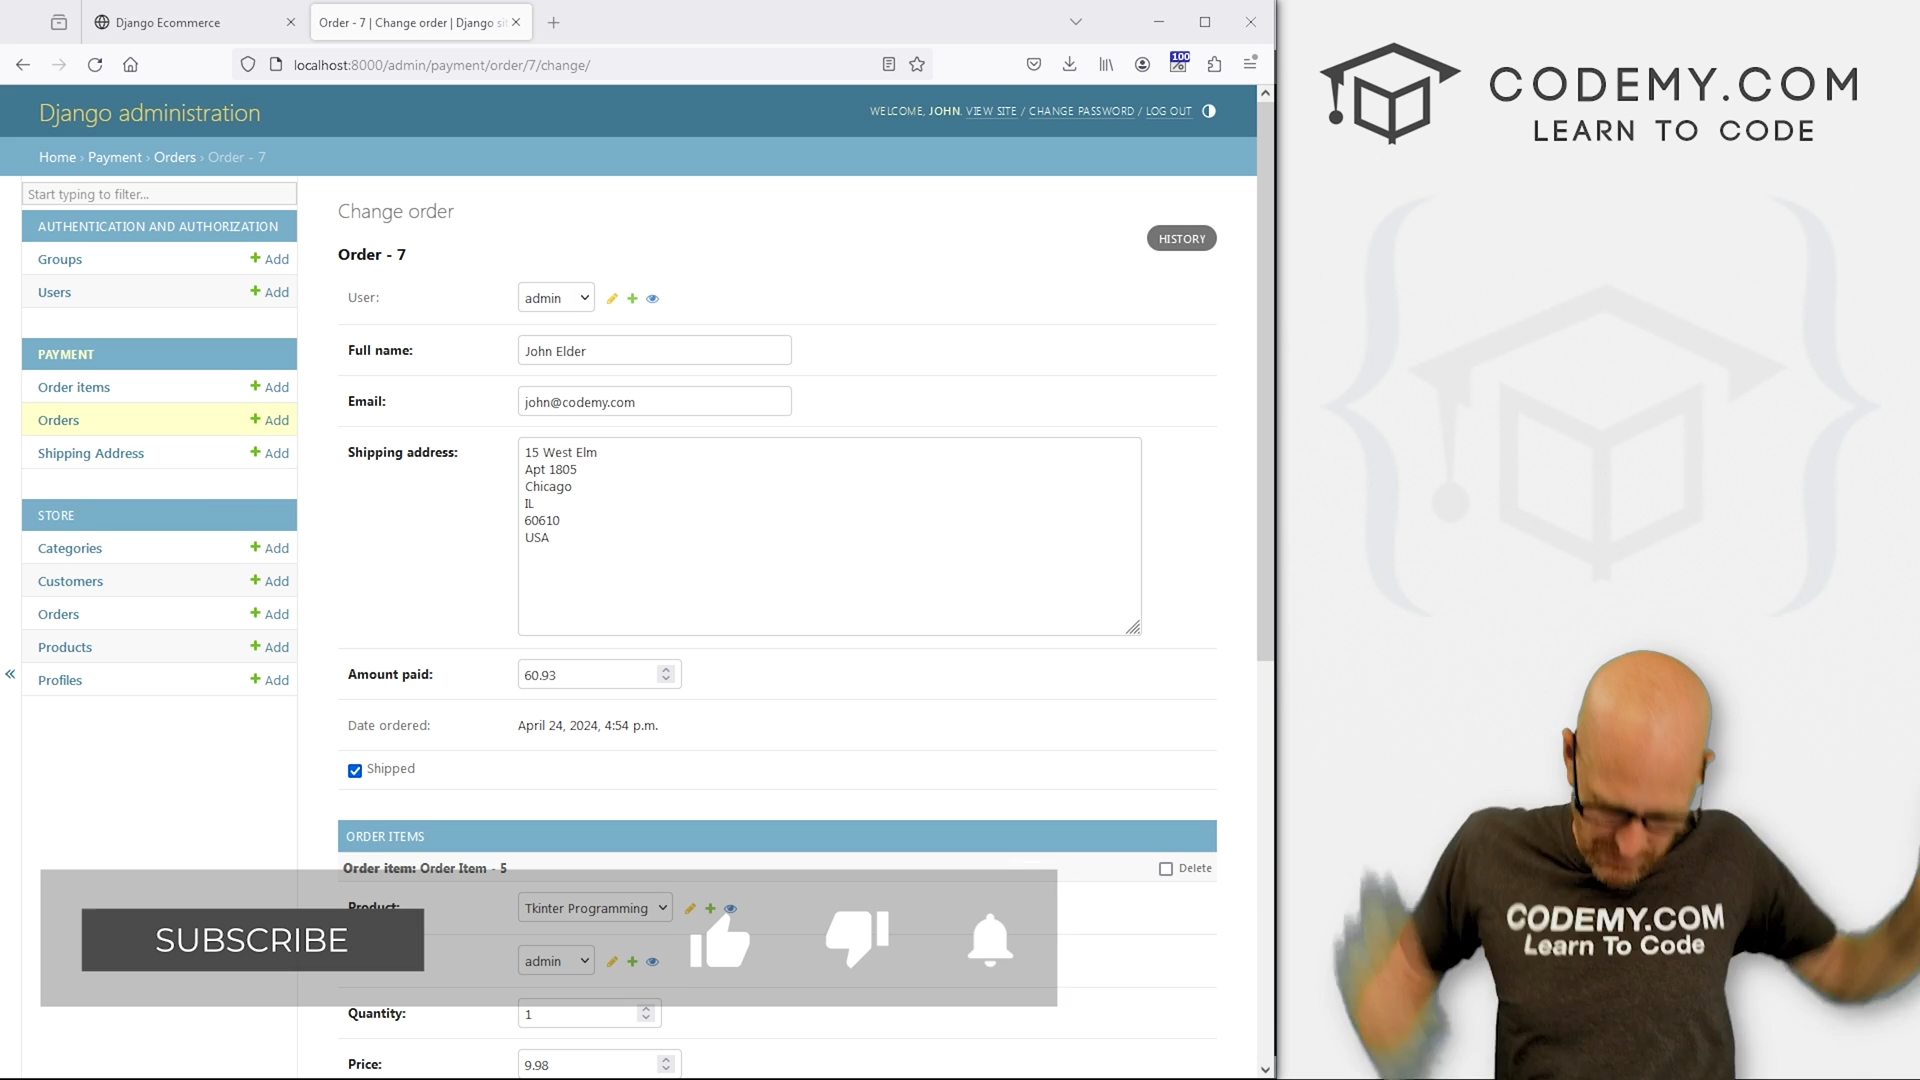 Django Ecommerce
Order - 7 | Change order | Django si
localhost:8000/admin/payment/order/7/change/
100
Django administration
WELCOME, JOHN. VIEW SITE / CHANGE PASSWORD / LOG OUT
Home › Payment › Orders › Order - 7
Start typing to filter...
AUTHENTICATION AND AUTHORIZATION
Groups Add
Users Add
PAYMENT
Order items Add
Orders Add
Shipping Address Add
STORE
Categories Add
Customers Add
Orders Add
Products Add
Profiles Add
«
Change order
HISTORY
Order - 7
User: admin
Full name: John Elder
Email: john@codemy.com
Shipping address: 15 West Elm
Apt 1805
Chicago
IL
60610
USA
Amount paid: 60.93
Date ordered: April 24, 2024, 4:54 p.m.
Shipped
ORDER ITEMS
Order item: Order Item - 5 Delete
Product: Tkinter Programming
admin
Quantity: 1
Price: 9.98
SUBSCRIBE
CODEMY.COM
LEARN TO CODE
CODEMY.COM
Learn To Code